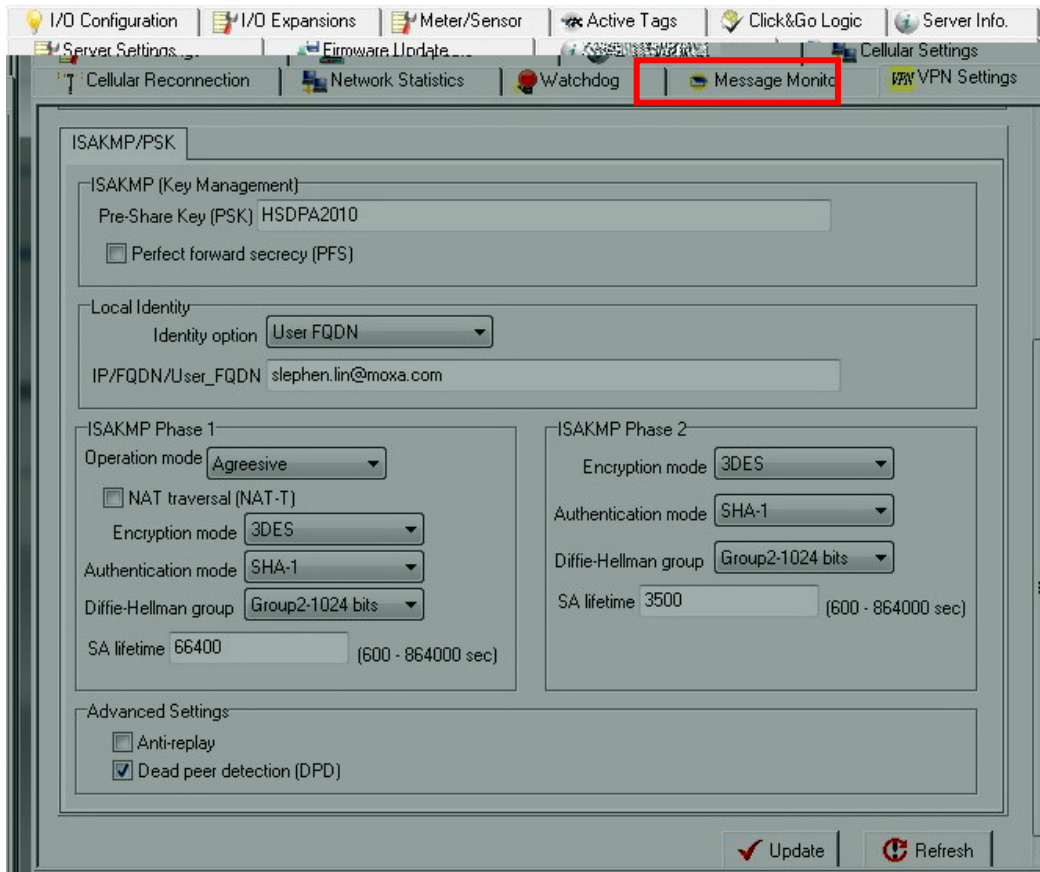 I/O Configuration I/O Expansions Meter/Sensor Active Tags Click&Go Logic Server Info.
Server Settings Firmware Update Cellular Settings
Cellular Reconnection Network Statistics Watchdog Message Monito VPN Settings
ISAKMP/PSK
ISAKMP (Key Management)
Pre-Share Key (PSK) HSDPA2010
Perfect forward secrecy (PFS)
Local Identity
Identity option User FQDN
IP/FQDN/User_FQDN slephen.lin@moxa.com
ISAKMP Phase 1
Operation mode Agreesive
NAT traversal (NAT-T)
Encryption mode 3DES
Authentication mode SHA-1
Diffie-Hellman group Group2-1024 bits
SA lifetime 66400 (600 - 864000 sec)
ISAKMP Phase 2
Encryption mode 3DES
Authentication mode SHA-1
Diffie-Hellman group Group2-1024 bits
SA lifetime 3500 (600 - 864000 sec)
Advanced Settings
Anti-replay
Dead peer detection (DPD)
Update Refresh